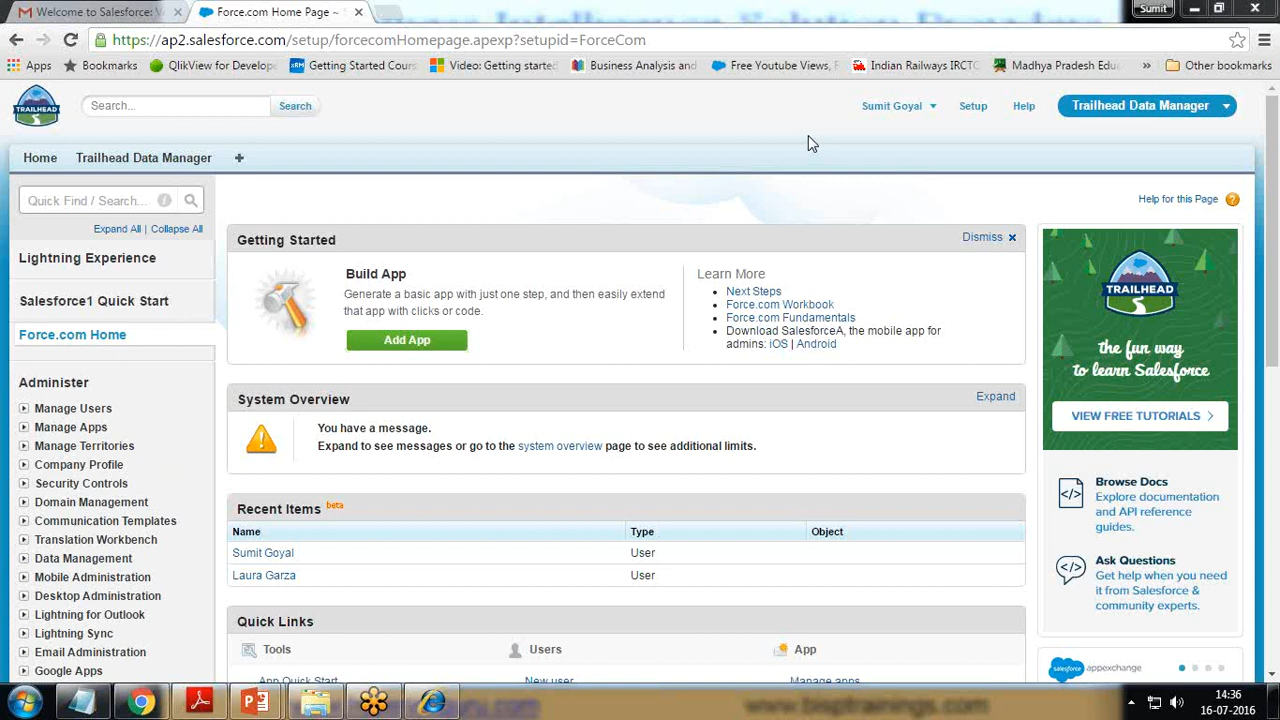 Welcome to Salesforce: V
Force.com Home Page ~
Sumit
https://ap2.salesforce.com/setup/forcecomHomepage.apexp?setupid=ForceCom
Apps
Bookmarks
QlikView for Develope
Getting Started Cours
Video: Getting started
Business Analysis and
Free Youtube Views, F
Indian Railways IRCTC
Madhya Pradesh Educ
»
Other bookmarks
TRAILHEAD
Search...
Search
Sumit Goyal
Setup
Help
Trailhead Data Manager
Home
Trailhead Data Manager
+
Quick Find / Search...
Expand All | Collapse All
Lightning Experience
Salesforce1 Quick Start
Force.com Home
Administer
Manage Users
Manage Apps
Manage Territories
Company Profile
Security Controls
Domain Management
Communication Templates
Translation Workbench
Data Management
Mobile Administration
Desktop Administration
Lightning for Outlook
Lightning Sync
Email Administration
Google Apps
Help for this Page
Getting Started
Dismiss
Build App
Generate a basic app with just one step, and then easily extend
that app with clicks or code.
Add App
Learn More
Next Steps
Force.com Workbook
Force.com Fundamentals
Download SalesforceA, the mobile app for
admins: iOS | Android
System Overview
Expand
You have a message.
Expand to see messages or go to the system overview page to see additional limits.
Recent Items beta
Name Type Object
Sumit Goyal User
Laura Garza User
Quick Links
Tools
Users
App
App Quick Start
New user
Manage apps
TRAILHEAD
the fun way
to learn Salesforce
VIEW FREE TUTORIALS
Browse Docs
Explore documentation
and API reference
guides.
Ask Questions
Get help when you need
it from Salesforce &
community experts.
salesforce appexchange
14:36
16-07-2016